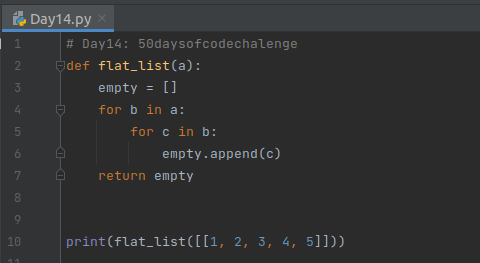 Day14.py
1 # Day14: 50daysofcodechalenge
2 def flat_list(a):
3 empty = []
4 for b in a:
5 for c in b:
6 empty.append(c)
7 return empty
8
9
10 print(flat_list([[1, 2, 3, 4, 5]]))
11